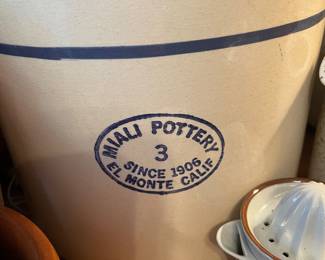 MIALI POTTERY
3
SINCE 1906
EL MONTE CALIF